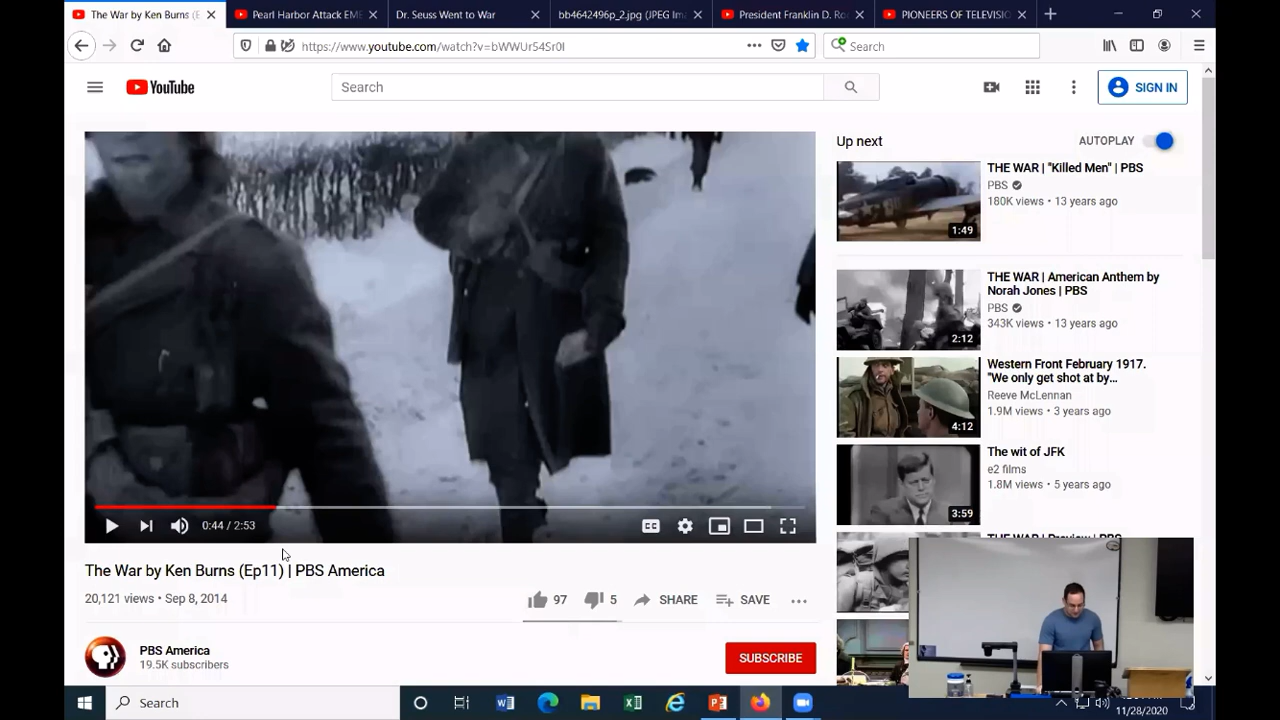 The War by Ken Burns (E
Pearl Harbor Attack EME
Dr. Seuss Went to War
bb4642496p_2.jpg (JPEG Im
President Franklin D. Ro
PIONEERS OF TELEVISIO
https://www.youtube.com/watch?v=bWWUr54Sr0I
Search
YouTube
Search
SIGN IN
Up next
AUTOPLAY
THE WAR | "Killed Men" | PBS
PBS
180K views • 13 years ago
1:49
THE WAR | American Anthem by
Norah Jones | PBS
PBS
343K views • 13 years ago
2:12
Western Front February 1917.
"We only get shot at by...
Reeve McLennan
1.9M views • 3 years ago
4:12
The wit of JFK
e2 films
1.8M views • 5 years ago
3:59
0:44 / 2:53
CC
The War by Ken Burns (Ep11) | PBS America
20,121 views • Sep 8, 2014
97
5
SHARE
SAVE
PBS America
19.5K subscribers
SUBSCRIBE
PBS
Search
11/28/2020